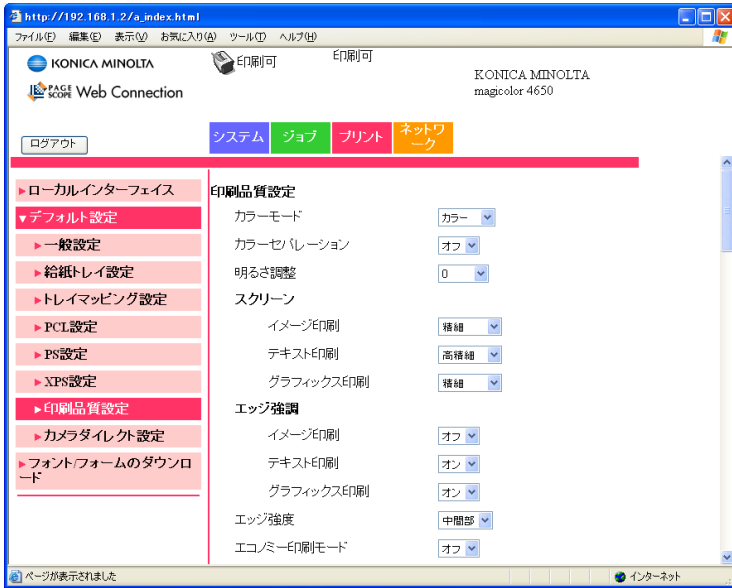 http://192.168.1.2/a_index.html
ファイル(F) 編集(E) 表示(V) お気に入り(A) ツール(T) ヘルプ(H)
KONICA MINOLTA
印刷可 印刷可
PAGE SCOPE Web Connection
KONICA MINOLTA
magicolor 4650
ログアウト
システム ジョブ プリント ネットワ
ーク
ローカルインターフェイス
デフォルト設定
一般設定
給紙トレイ設定
トレイマッピング設定
PCL設定
PS設定
XPS設定
印刷品質設定
カメラダイレクト設定
フォント/フォームのダウンロ
ード
印刷品質設定
カラーモード カラー
カラーセパレーション オフ
明るさ調整 0
スクリーン
イメージ印刷 精細
テキスト印刷 高精細
グラフィックス印刷 精細
エッジ強調
イメージ印刷 オフ
テキスト印刷 オン
グラフィックス印刷 オン
エッジ強度 中間部
エコノミー印刷モード オフ
ページが表示されました インターネット